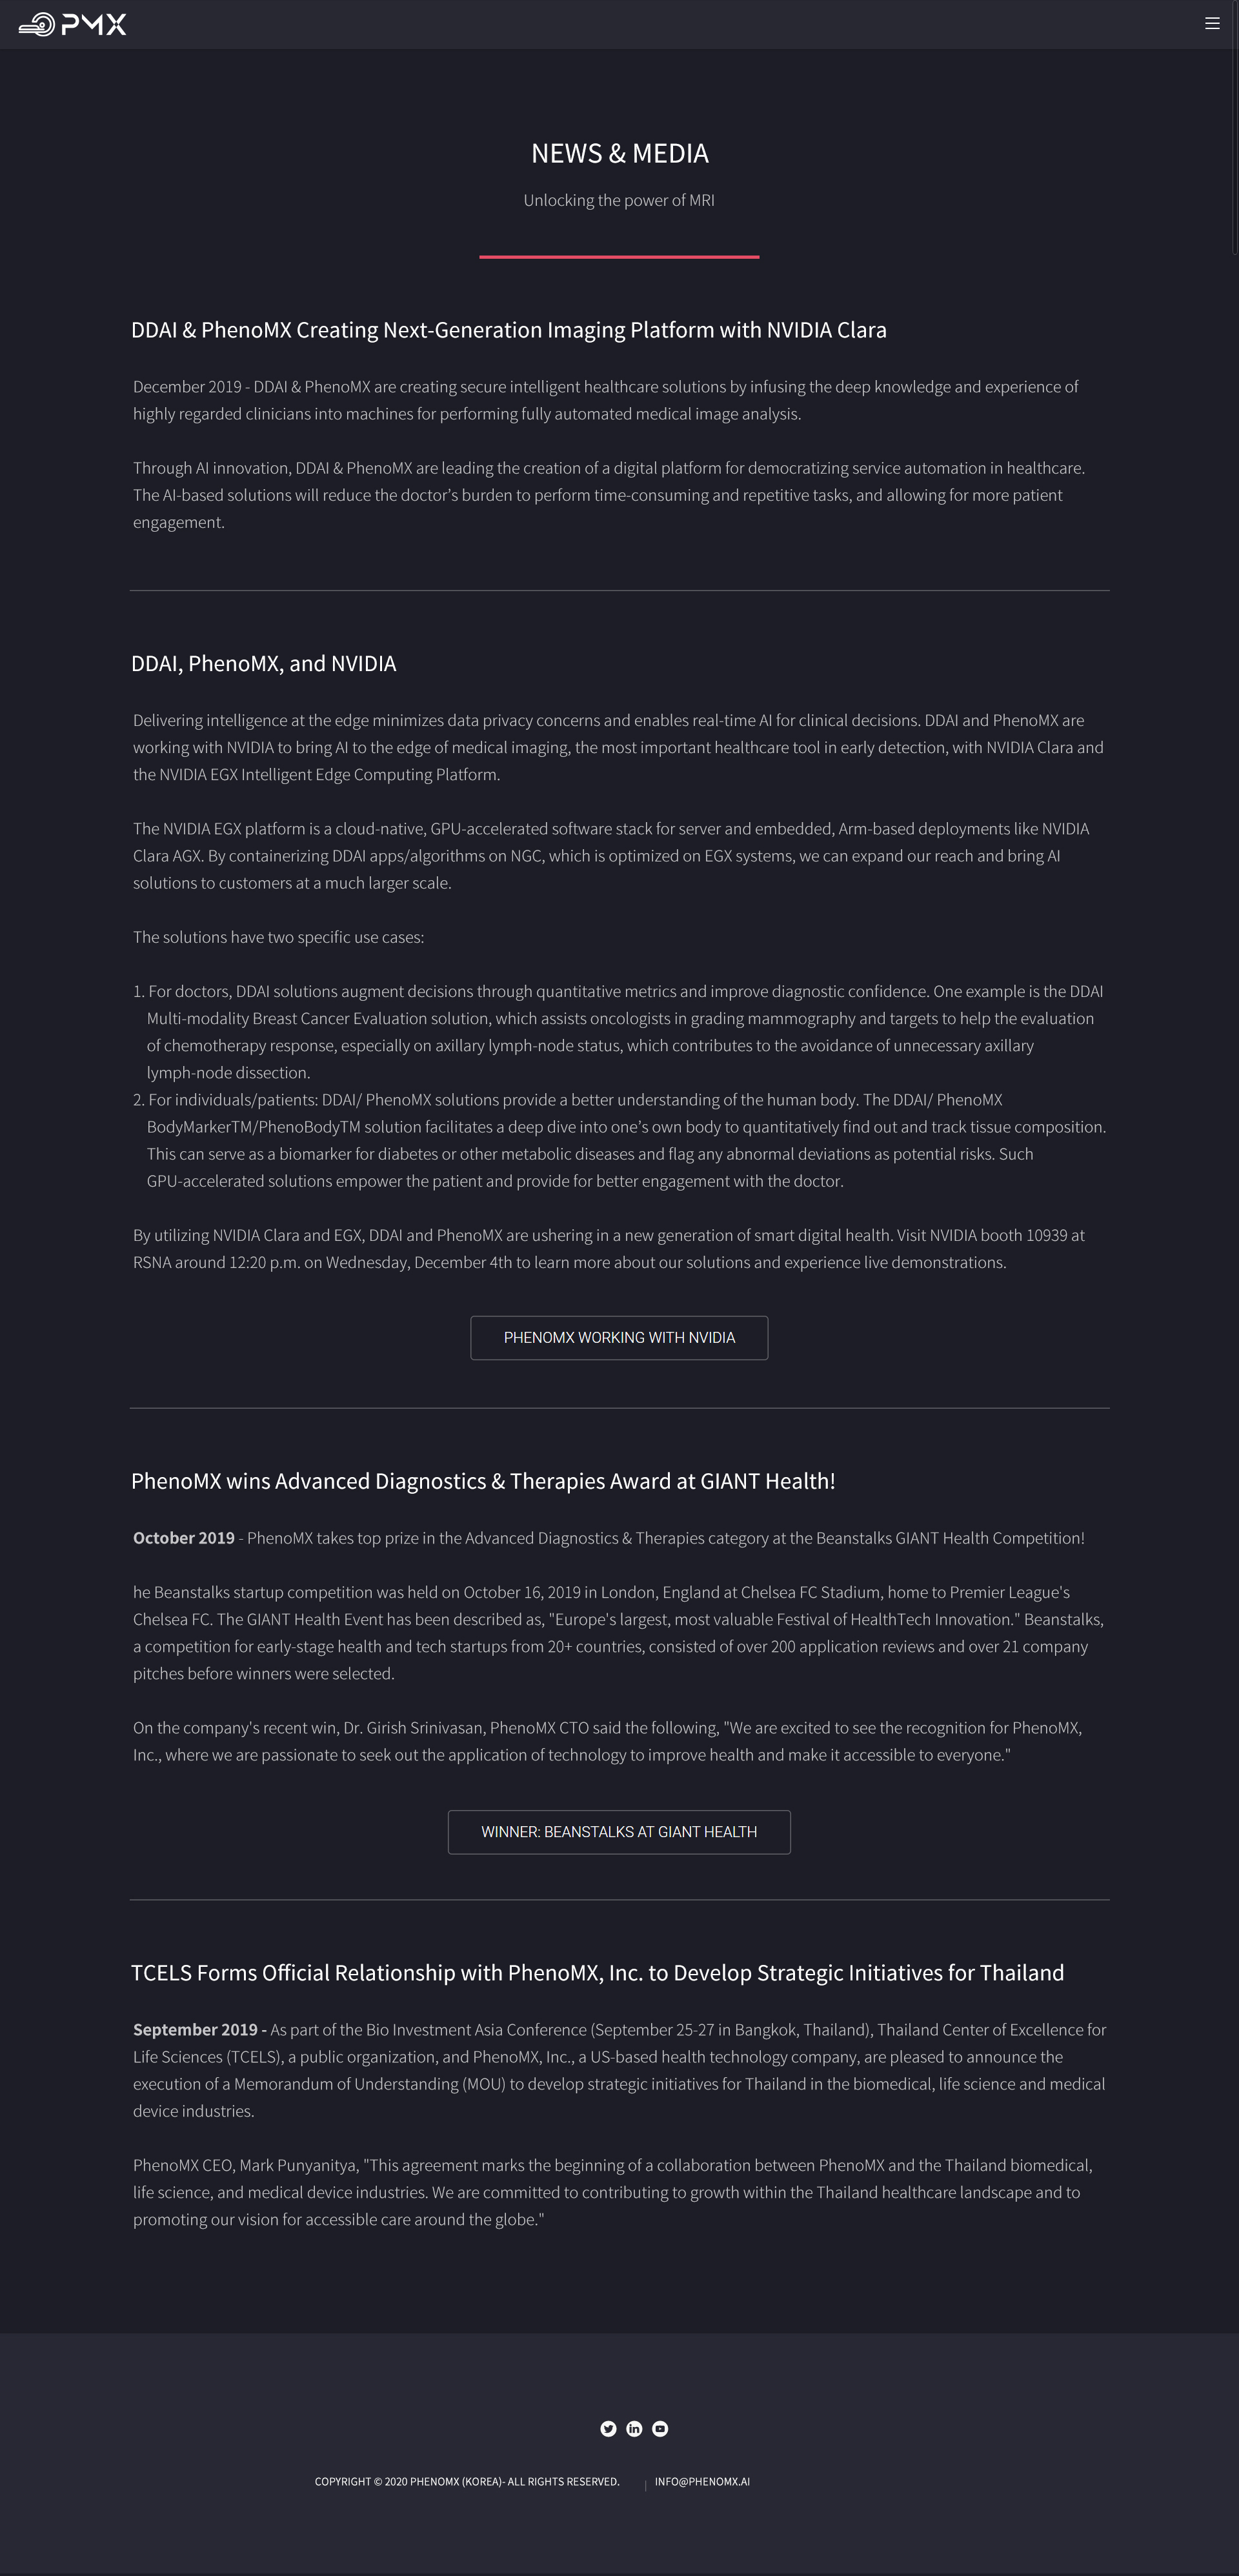 PMX
NEWS & MEDIA
Unlocking the power of MRI
DDAI & PhenoMX Creating Next-Generation Imaging Platform with NVIDIA Clara
December 2019 - DDAI & PhenoMX are creating secure intelligent healthcare solutions by infusing the deep knowledge and experience of
highly regarded clinicians into machines for performing fully automated medical image analysis.
Through AI innovation, DDAI & PhenoMX are leading the creation of a digital platform for democratizing service automation in healthcare.
The AI-based solutions will reduce the doctor’s burden to perform time-consuming and repetitive tasks, and allowing for more patient
engagement.
DDAI, PhenoMX, and NVIDIA
Delivering intelligence at the edge minimizes data privacy concerns and enables real-time AI for clinical decisions. DDAI and PhenoMX are
working with NVIDIA to bring AI to the edge of medical imaging, the most important healthcare tool in early detection, with NVIDIA Clara and
the NVIDIA EGX Intelligent Edge Computing Platform.
The NVIDIA EGX platform is a cloud-native, GPU-accelerated software stack for server and embedded, Arm-based deployments like NVIDIA
Clara AGX. By containerizing DDAI apps/algorithms on NGC, which is optimized on EGX systems, we can expand our reach and bring AI
solutions to customers at a much larger scale.
The solutions have two specific use cases:
1. For doctors, DDAI solutions augment decisions through quantitative metrics and improve diagnostic confidence. One example is the DDAI
Multi-modality Breast Cancer Evaluation solution, which assists oncologists in grading mammography and targets to help the evaluation
of chemotherapy response, especially on axillary lymph-node status, which contributes to the avoidance of unnecessary axillary
lymph-node dissection.
2. For individuals/patients: DDAI/ PhenoMX solutions provide a better understanding of the human body. The DDAI/ PhenoMX
BodyMarkerTM/PhenoBodyTM solution facilitates a deep dive into one’s own body to quantitatively find out and track tissue composition.
This can serve as a biomarker for diabetes or other metabolic diseases and flag any abnormal deviations as potential risks. Such
GPU-accelerated solutions empower the patient and provide for better engagement with the doctor.
By utilizing NVIDIA Clara and EGX, DDAI and PhenoMX are ushering in a new generation of smart digital health. Visit NVIDIA booth 10939 at
RSNA around 12:20 p.m. on Wednesday, December 4th to learn more about our solutions and experience live demonstrations.
PHENOMX WORKING WITH NVIDIA
PhenoMX wins Advanced Diagnostics & Therapies Award at GIANT Health!
October 2019 - PhenoMX takes top prize in the Advanced Diagnostics & Therapies category at the Beanstalks GIANT Health Competition!
he Beanstalks startup competition was held on October 16, 2019 in London, England at Chelsea FC Stadium, home to Premier League's
Chelsea FC. The GIANT Health Event has been described as, "Europe's largest, most valuable Festival of HealthTech Innovation." Beanstalks,
a competition for early-stage health and tech startups from 20+ countries, consisted of over 200 application reviews and over 21 company
pitches before winners were selected.
On the company's recent win, Dr. Girish Srinivasan, PhenoMX CTO said the following, "We are excited to see the recognition for PhenoMX,
Inc., where we are passionate to seek out the application of technology to improve health and make it accessible to everyone."
WINNER: BEANSTALKS AT GIANT HEALTH
TCELS Forms Official Relationship with PhenoMX, Inc. to Develop Strategic Initiatives for Thailand
September 2019 - As part of the Bio Investment Asia Conference (September 25-27 in Bangkok, Thailand), Thailand Center of Excellence for
Life Sciences (TCELS), a public organization, and PhenoMX, Inc., a US-based health technology company, are pleased to announce the
execution of a Memorandum of Understanding (MOU) to develop strategic initiatives for Thailand in the biomedical, life science and medical
device industries.
PhenoMX CEO, Mark Punyanitya, "This agreement marks the beginning of a collaboration between PhenoMX and the Thailand biomedical,
life science, and medical device industries. We are committed to contributing to growth within the Thailand healthcare landscape and to
promoting our vision for accessible care around the globe."
COPYRIGHT © 2020 PHENOMX (KOREA)- ALL RIGHTS RESERVED. | INFO@PHENOMX.AI